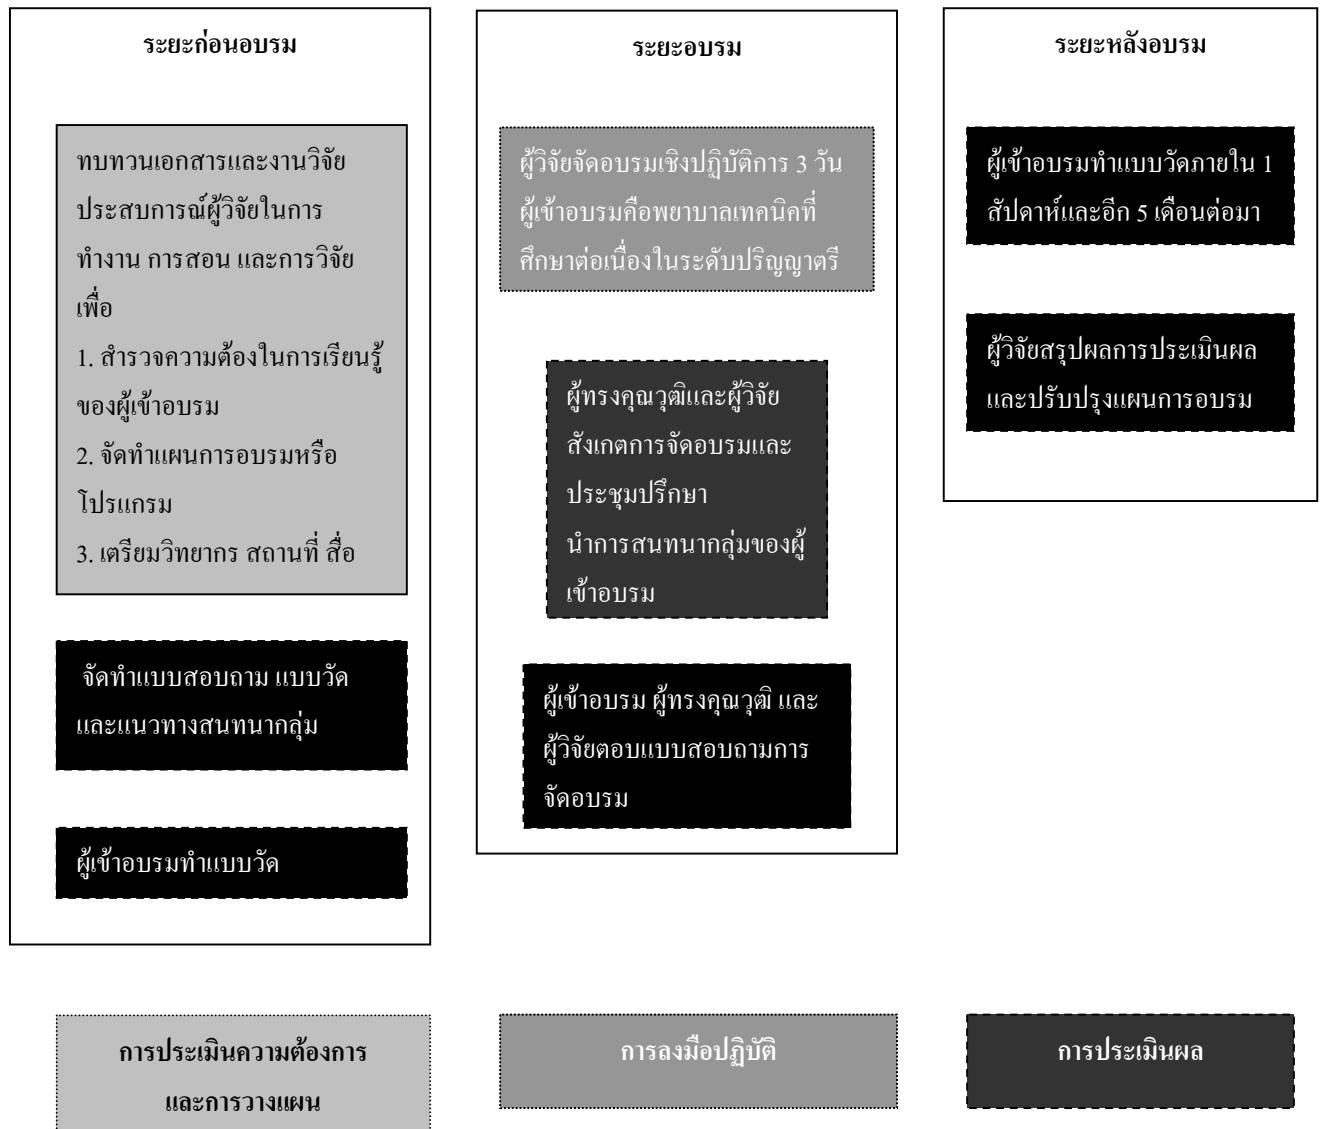 ระยะก่อนอบรม
ทบทวนเอกสารและงานวิจัย
ประสบการณ์ผู้วิจัยในการ
ทำงาน การสอน และการวิจัย
เพื่อ
1. สำรวจความต้องในการเรียนรู้
ของผู้เข้าอบรม
2. จัดทำแผนการอบรมหรือ
โปรแกรม
3. เตรียมวิทยากร สถานที่ สื่อ
จัดทำแบบสอบถาม แบบวัด
และแนวทางสนทนากลุ่ม
ผู้เข้าอบรมทำแบบวัด
ระยะอบรม
ผู้วิจัยจัดอบรมเชิงปฏิบัติการ 3 วัน
ผู้เข้าอบรมคือพยาบาลเทคนิคที่
ศึกษาต่อเนื่องในระดับปริญญาตรี
ผู้ทรงคุณวุฒิและผู้วิจัย
สังเกตการจัดอบรมและ
ประชุมปรึกษา
นำการสนทนากลุ่มของผู้
เข้าอบรม
ผู้เข้าอบรม ผู้ทรงคุณวุฒิ และ
ผู้วิจัยตอบแบบสอบถามการ
จัดอบรม
ระยะหลังอบรม
ผู้เข้าอบรมทำแบบวัดภายใน 1
สัปดาห์และอีก 5 เดือนต่อมา
ผู้วิจัยสรุปผลการประเมินผล
และปรับปรุงแผนการอบรม
การประเมินความต้องการ
และการวางแผน
การลงมือปฏิบัติ
การประเมินผล